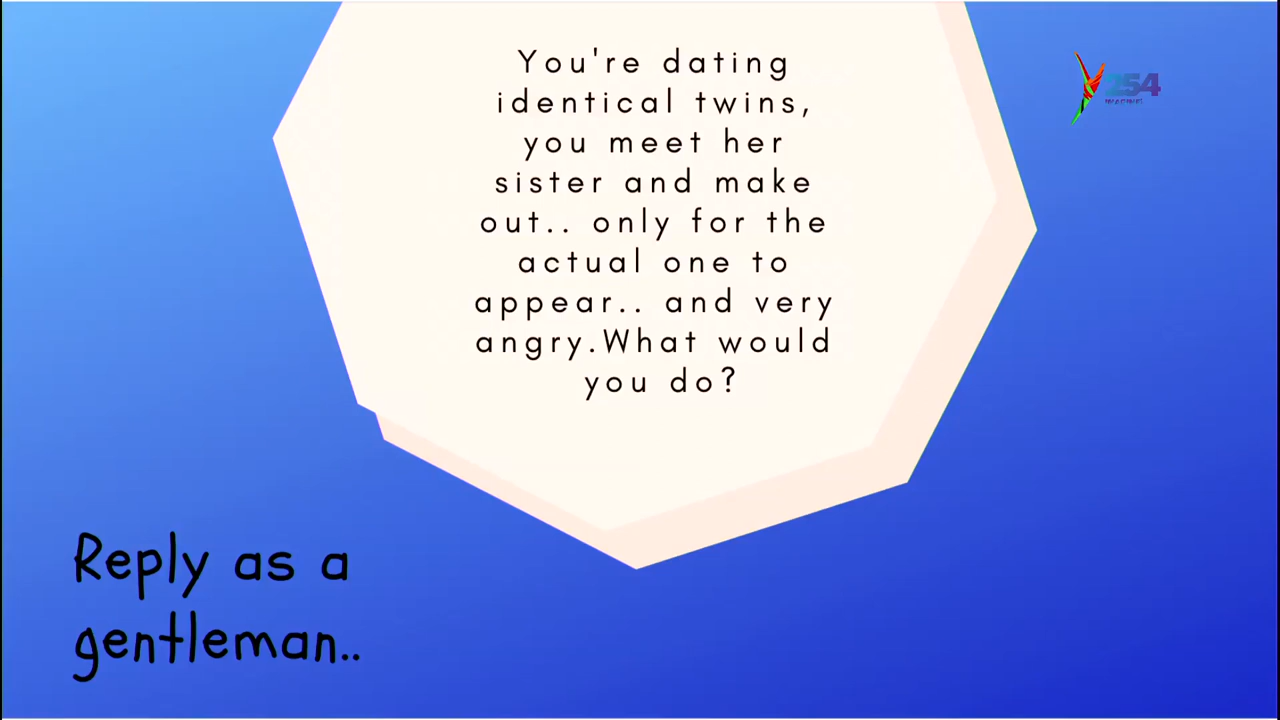 You're dating
identical twins,
you meet her
sister and make
out.. only for the
actual one to
appear.. and very
angry.What would
you do?
Y254
Reply as a
gentleman..